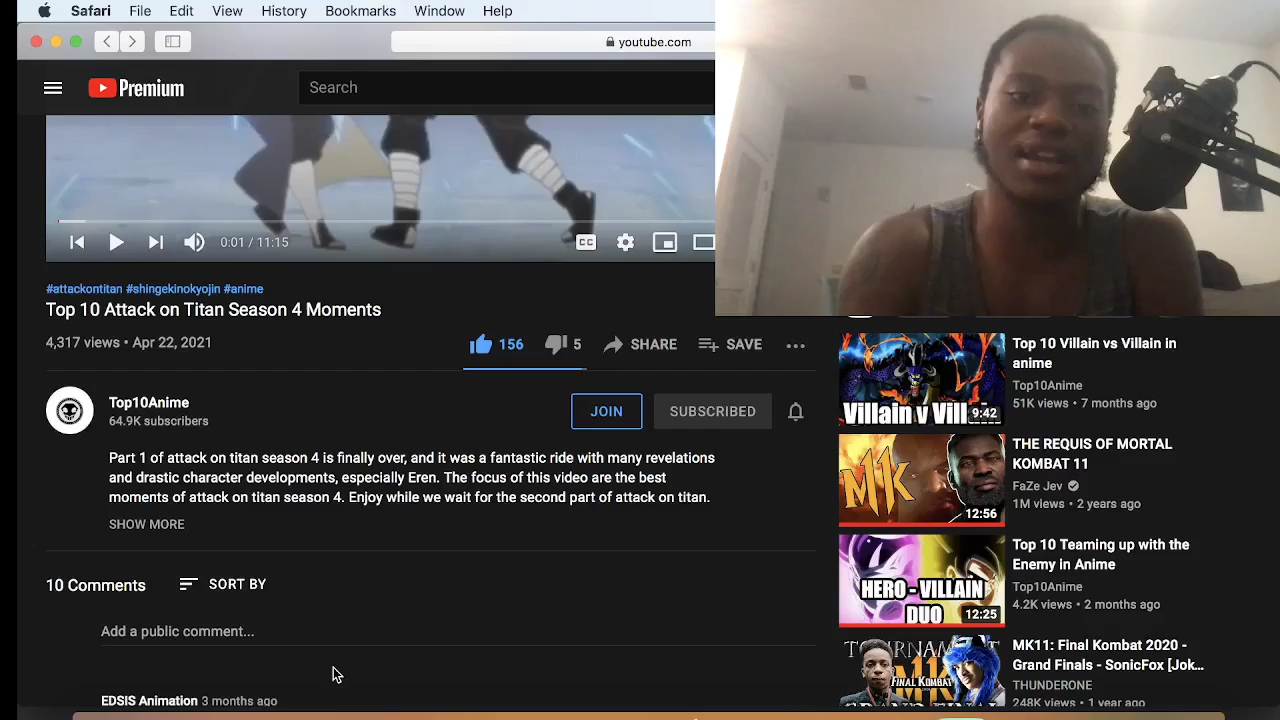 Safari File Edit View History Bookmarks Window Help
youtube.com
Premium
Search
0:01 / 11:15
CC
#attackontitan #shingekinokyojin #anime
Top 10 Attack on Titan Season 4 Moments
4,317 views • Apr 22, 2021
156
5
SHARE
SAVE
Top10Anime
64.9K subscribers
JOIN
SUBSCRIBED
Part 1 of attack on titan season 4 is finally over, and it was a fantastic ride with many revelations
and drastic character developments, especially Eren. The focus of this video are the best
moments of attack on titan season 4. Enjoy while we wait for the second part of attack on titan.
SHOW MORE
10 Comments
SORT BY
Add a public comment...
EDSIS Animation 3 months ago
Villain v Vill
9:42
Top 10 Villain vs Villain in
anime
Top10Anime
51K views • 7 months ago
MK
12:56
THE REQUIS OF MORTAL
KOMBAT 11
FaZe Jev
1M views • 2 years ago
HERO - VILLAIN
DUO
12:25
Top 10 Teaming up with the
Enemy in Anime
Top10Anime
4.2K views • 2 months ago
FINAL KOMBAT
MK11: Final Kombat 2020 -
Grand Finals - SonicFox [Jok...
THUNDERONE
248K views • 1 year ago